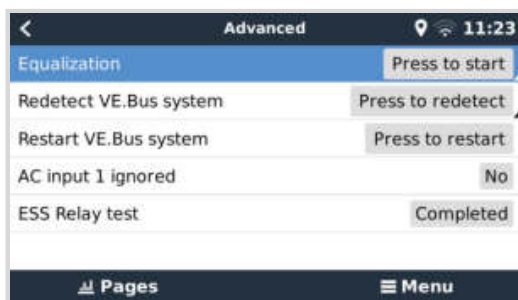 Advanced 11:23
Equalization Press to start
Redetect VE.Bus system Press to redetect
Restart VE.Bus system Press to restart
AC input 1 ignored No
ESS Relay test Completed
Pages Menu